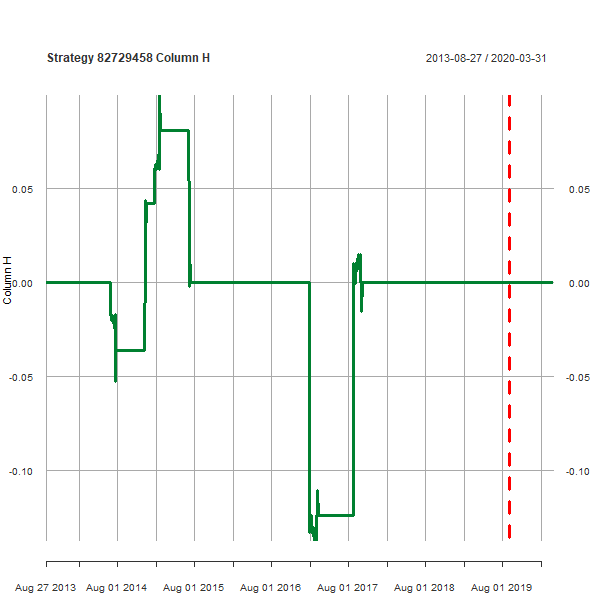 Strategy 82729458 Column H
2013-08-27 / 2020-03-31
Column H
0.05
0.00
-0.05
-0.10
0.05
0.00
-0.05
-0.10
Aug 27 2013
Aug 01 2014
Aug 01 2015
Aug 01 2016
Aug 01 2017
Aug 01 2018
Aug 01 2019